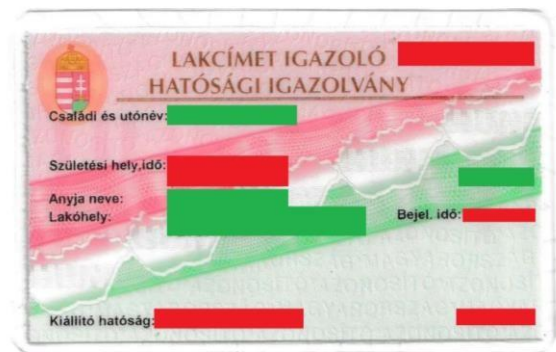 LAKCÍMET IGAZOLÓ
HATÓSÁGI IGAZOLVÁNY
Családi és utónév:
Születési hely,idő:
Anyja neve:
Lakóhely: Bejel. idő:
Kiállító hatóság: